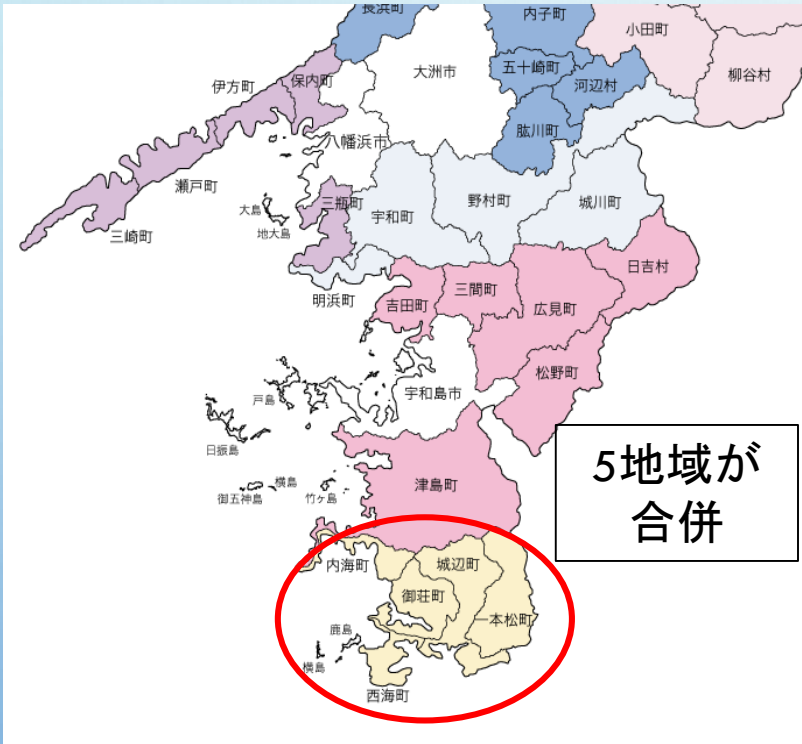 長浜町
内子町
小田町
大洲市
五十崎町
柳谷村
伊方町
保内町
河辺村
肱川町
八幡浜市
瀬戸町
三瓶町
野村町
城川町
大島
宇和町
三崎町
地大島
日吉村
明浜町
吉田町
三間町
広見町
松野町
戸島
宇和島市
日振島
5地域が
合併
横島
津島町
御五神島
竹ヶ島
内海町
城辺町
御荘町
一本松町
鹿島
横島
西海町